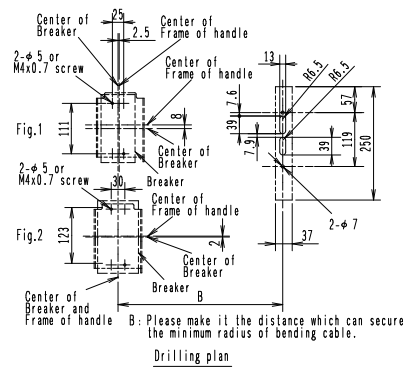 Center of
Breaker
25
2.5
Center of
Frame of handle
2-φ 5 or
M4x0.7 screw
Center of
Frame of handle
Fig.1
111
8
Center of
Breaker
Breaker
2-φ 5 or
M4x0.7 screw
30
Center of
Frame of handle
Fig.2
123
2
Center of
Breaker
Breaker
Center of
Breaker and
Frame of handle
B
13
R6.5
R6.5
7.6
39
7.9
39
57
119
250
2-φ 7
37
B: Please make it the distance which can secure
the minimum radius of bending cable.
Drilling plan